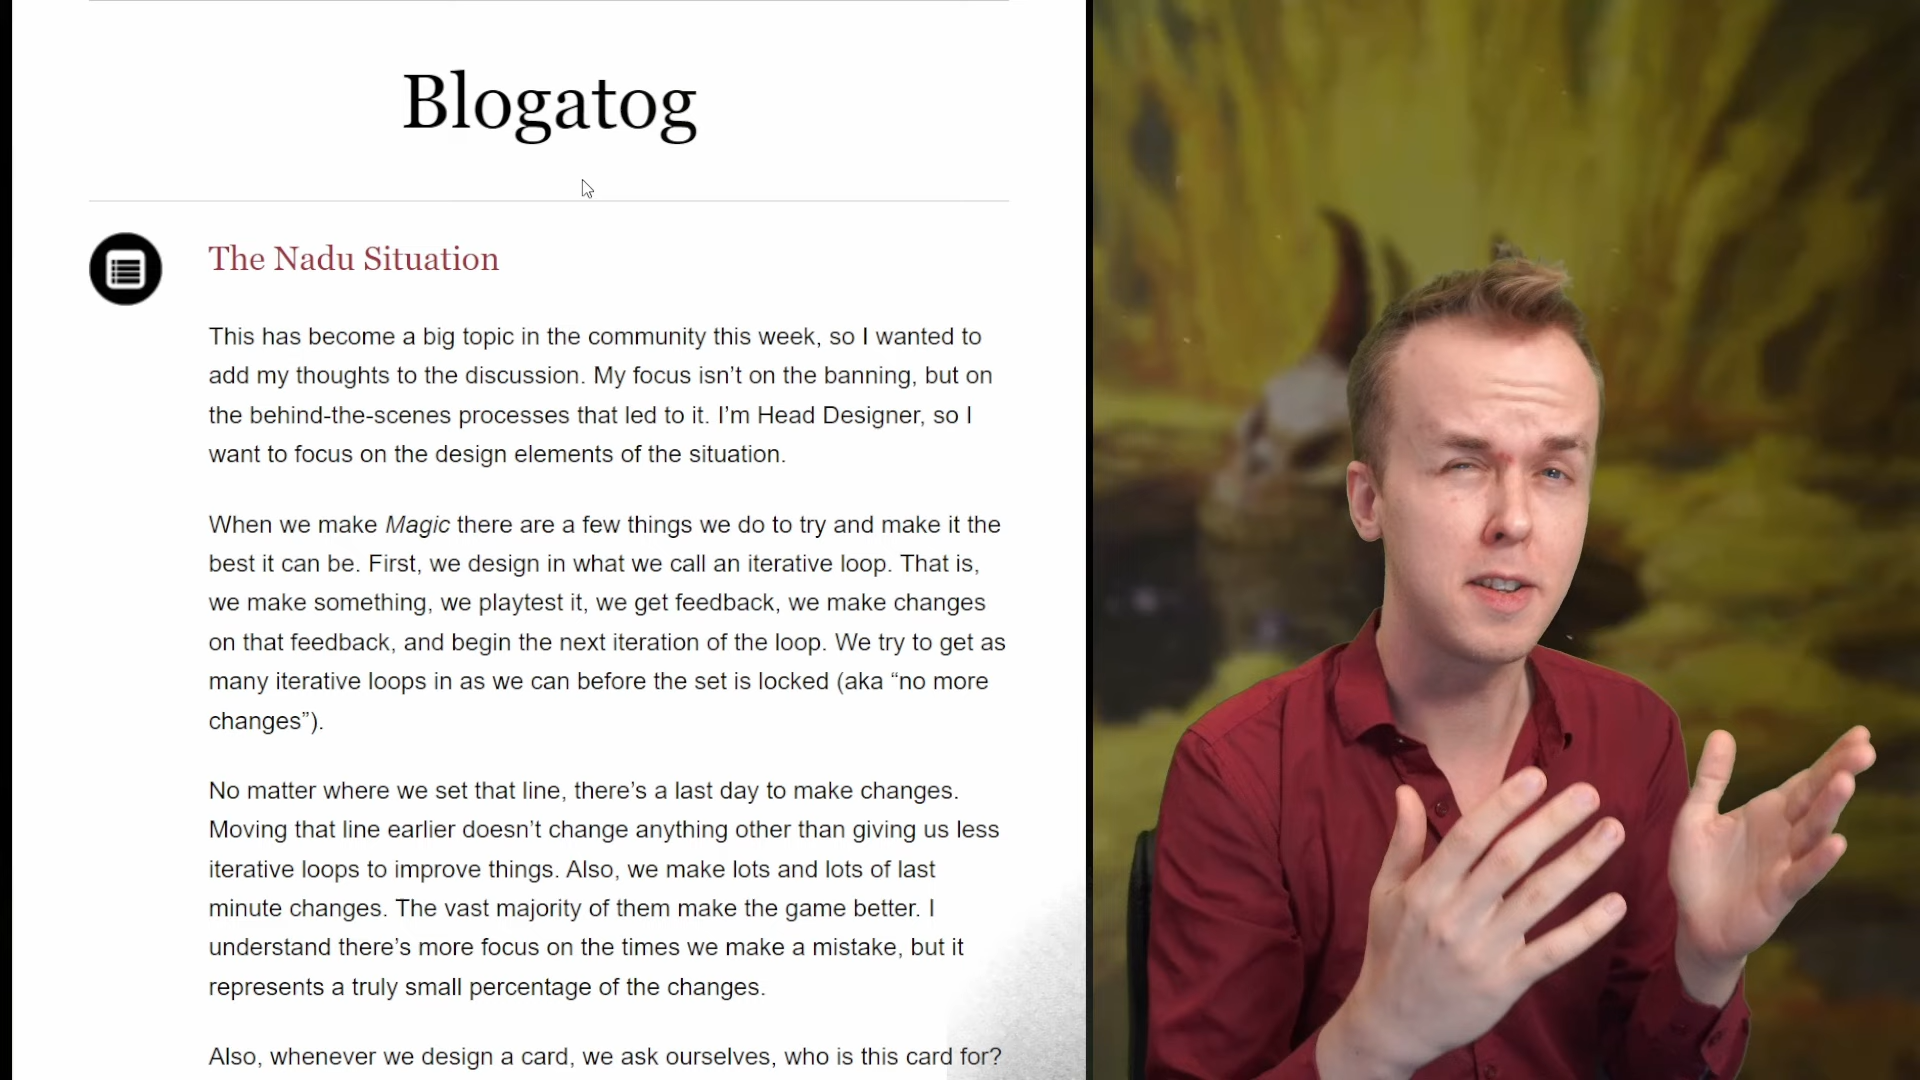 Blogatog
The Nadu Situation
This has become a big topic in the community this week, so I wanted to
add my thoughts to the discussion. My focus isn’t on the banning, but on
the behind-the-scenes processes that led to it. I’m Head Designer, so I
want to focus on the design elements of the situation.
When we make Magic there are a few things we do to try and make it the
best it can be. First, we design in what we call an iterative loop. That is,
we make something, we playtest it, we get feedback, we make changes
on that feedback, and begin the next iteration of the loop. We try to get as
many iterative loops in as we can before the set is locked (aka “no more
changes”).
No matter where we set that line, there’s a last day to make changes.
Moving that line earlier doesn’t change anything other than giving us less
iterative loops to improve things. Also, we make lots and lots of last
minute changes. The vast majority of them make the game better. I
understand there’s more focus on the times we make a mistake, but it
represents a truly small percentage of the changes.
Also, whenever we design a card, we ask ourselves, who is this card for?